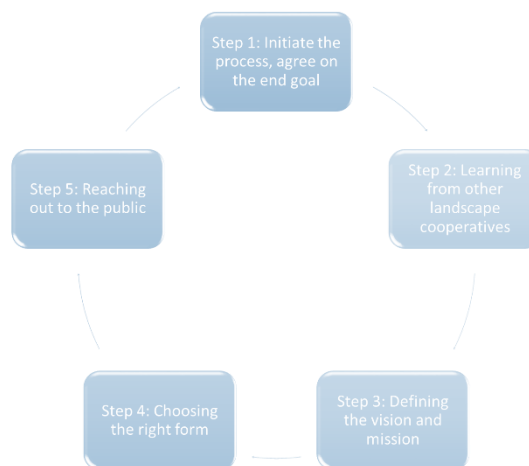 Step 1: Initiate the
process, agree on
the end goal
Step 2: Learning
from other
landscape
cooperatives
Step 3: Defining
the vision and
mission
Step 4: Choosing
the right form
Step 5: Reaching
out to the public